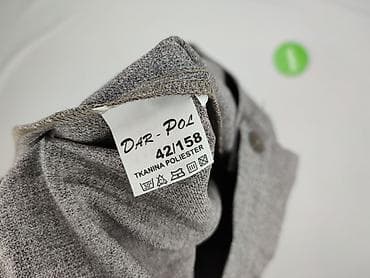 DAR-POL
42/158
TKANINA POLIESTER